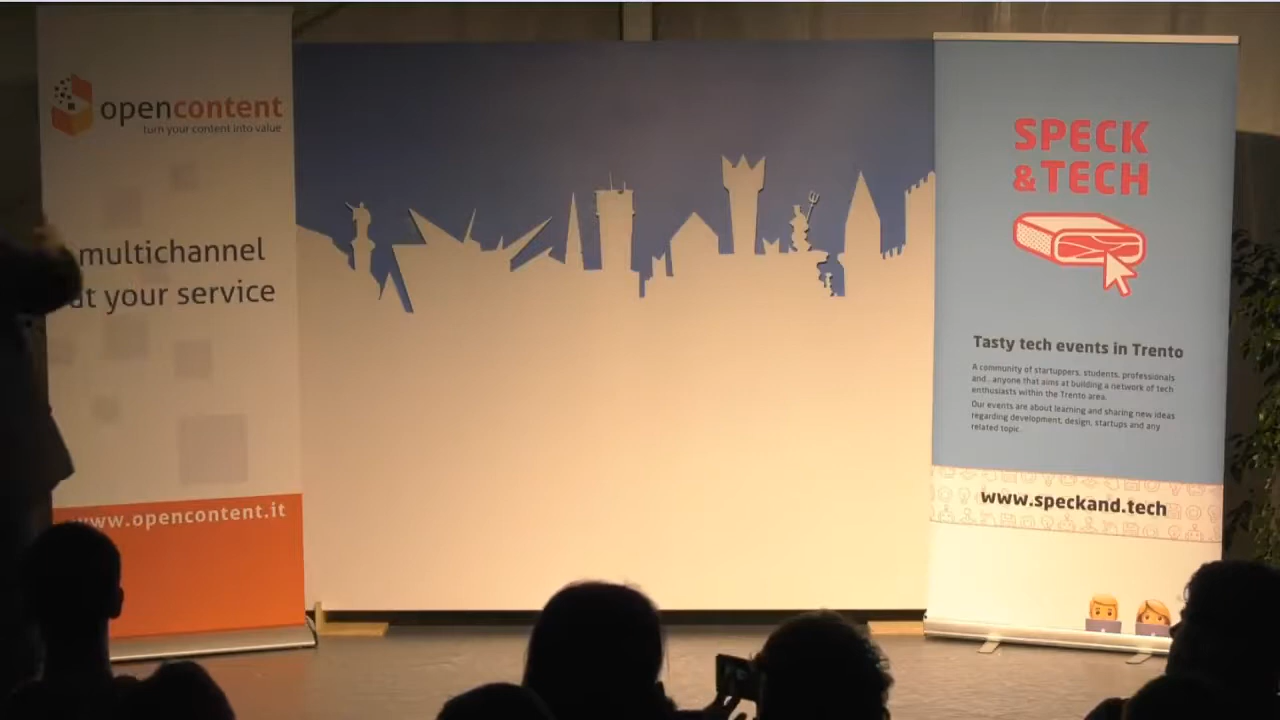 opencontent
turn your content into value
multichannel
at your service
www.opencontent.it
SPECK
&TECH
Tasty tech events in Trento
A community of startuppers, students, professionals
and.. anyone that aims at building a network of tech
enthusiasts within the Trento area.
Our events are about learning and sharing new ideas
regarding development, design, startups and any
related topic.
www.speckand.tech